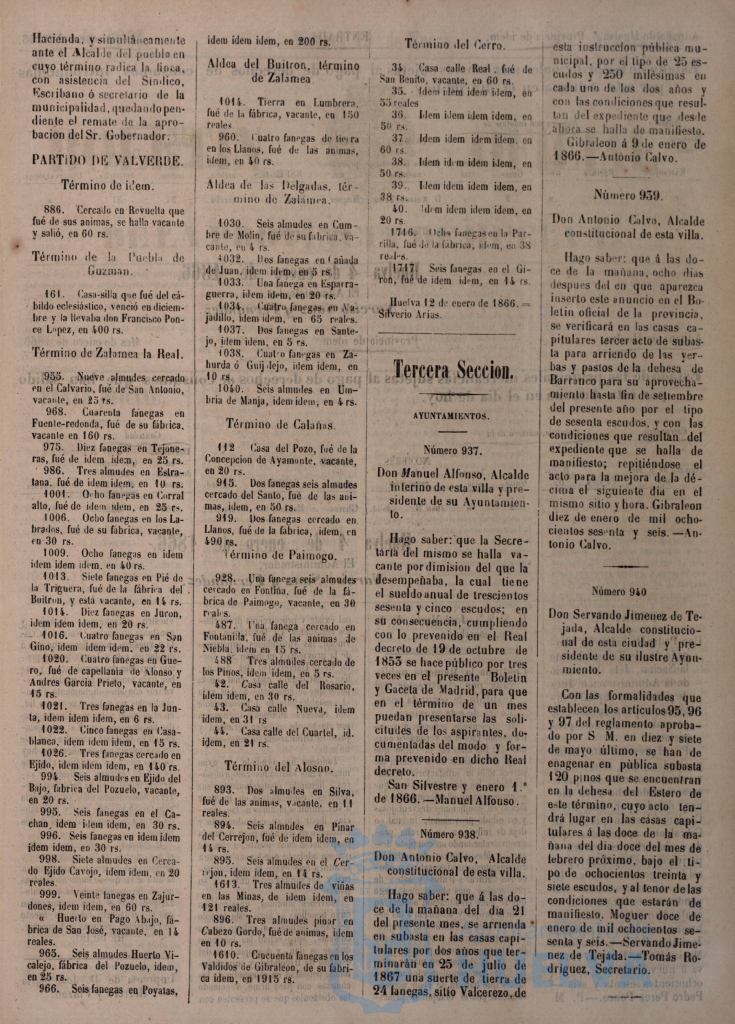 Hacienda, y simultáneamente
ante el Alcalde del pueblo en
cuyo término radica la finca,
con asistencia del Síndico,
Escribano ó secretario de la
municipalidad, quedando pen-
diente el remate de la apro-
bacion del Sr. Gobernador.
PARTIDO DE VALVERDE.
Término de idem.
886. Cercado en Revuelta que
fué de sus animas, se halla vacante
y salió, en 60 rs.
Término de la Puebla de
Guzman.
161. Casa-silla que fué del cá-
bildo eclesiástico, venció en diciembre
y la llevaba don Francisco Pon-
ce Lopez, en 400 rs.
Término de Zalamea la Real.
955. Nueve almudes cercado
en el Calvario, fué de San Antonio,
vacante, en 25 rs.
968. Cuarenta fanegas en
Fuente-redonda, fué de su fábrica,
vacante en 160 rs.
975. Diez fanegas en Tejone-
ras, fué de idem idem, en 25 rs.
986. Tres almudes en Estra-
tana, fué de idem idem, en 10 rs.
1001. Ocho fanegas en Corral
alto, fué de idem idem, en 25 rs.
1006. Ocho fanegas en los La-
brados, fué de su fábrica, vacante,
en 30 rs.
1009. Ocho fanegas en idem
idem idem idem, en 40 rs.
1013. Siete fanegas en Pié de
la Triguera, fué de la fábrica del
Buitron, y está vacante, en 14 rs.
1014. Diez fanegas en Juron,
idem idem idem, en 20 rs.
1016. Cuatro fanegas en San
Gino, idem idem idem, en 22 rs.
1020. Cuatro fanegas en Gue-
ro, fué de capellania de Alonso y
Andres Garcia Prieto, vacante, en
15 rs.
1021. Tres fanegas en la Jun-
ta, idem idem idem, en 6 rs.
1022. Cinco fanegas en Casa-
blanca, idem idem idem, en 15 rs.
1026. Tres fanegas cercado en
Ejido, idem idem idem, en 140 rs.
994. Seis almudes en Ejido del
Bajo, fabrica del Pozuelo, vacante,
en 20 rs.
995. Seis fanegas en el Ca-
chan, idem idem idem, en 30 rs.
996. Seis fanegas en idem idem
idem idem, en 30 rs.
998. Siete almudes en Cerca-
do Ejido Cavojo, idem idem, en 20
reales.
999. Veinte fanegas en Zajur-
dones, idem idem, en 60 rs.
« Huerto en Pago Abajo, fá-
brica de San José, vacante, en 14
reales.
965. Seis almudes Huerto Vi-
calejo, fábrica del Pozuelo, idem,
en 25 rs.
966. Seis fanegas en Poyatas,
idem idem idem, en 200 rs.
Aldea del Buitron, término
de Zalamea.
1014. Tierra en Lumbrera,
fué de la fábrica, vacante, en 150
reales.
960. Cuatro fanegas de tierra
en los Llanos, fué de las animas,
idem, en 40 rs.
Aldea de las Delgadas, tér-
mino de Zalamea.
1030. Seis almudes en Cum-
bre de Molin, fué de su fabrica, va-
cante, en 4 rs.
1032. Dos fanegas en Cañada
de Juan, idem idem, en 5 rs.
1033. Una fanega en Esparra-
guerra, idem idem, en 20 rs.
1034. Cuatro fanegas en Ma-
jadillo, idem idem, en 65 reales.
1037. Dos fanegas en Sante-
jo, idem idem, en 5 rs.
1038. Cuatro fanegas en Za-
hurda ó Guijadejo, idem idem, en
10 rs.
1040. Seis almudes en Um-
bria de Manja, idem idem, en 4 rs.
Término de Calañas.
112 Casa del Pozo, fué de la
Concepcion de Ayamonte, vacante,
en 20 rs.
915. Dos fanegas seis almudes
cercado del Santo, fué de las ani-
mas, idem, en 50 rs.
919. Dos fanegas cercado en
Llanos, fué de la fábrica, idem, en
490 rs.
Término de Paimogo.
928. Una fanega seis almudes
cercado en Fontina, fué de la fá-
brica de Paimogo, vacante, en 30
reales.
487. Una fanega cercado en
Fontanilla, fué de las animas de
Niebla, idem en 15 rs.
488 Tres almudes cercado de
los Pinos, idem idem, en 5 rs.
42. Casa calle del Rosario,
idem idem, en 30 rs.
43. Casa calle Nueva, idem
idem, en 31 rs
44. Casa calle del Cuartel, id.
idem, en 21 rs.
Término del Alosno.
893. Dos almudes en Silva,
fué de las animas, vacante, en 11
reales.
894. Seis almudes en Pinar
del Cerrejon, fué de idem idem, en
14 rs.
895. Seis almudes en el Cer-
rejon, idem idem, en 14 rs.
1613. Tres almudes de viñas
en las Minas, de idem idem, en
121 reales.
896. Tres almudes pinar en
Cabezo Gordo, fué de animas, idem
en 10 rs.
1610. Cincuenta fanegas en los
Valdidos de Gibraleon, de su fabri-
ca idem, en 1915 rs.
Término del Cerro.
34. Casa calle Real, fué de
San Benito, vacante, en 60 rs.
35. Idem idem idem idem, en
55 reales
36. Idem idem idem idem, en
50 rs.
37. Idem idem idem idem, en
60 rs.
38. Idem idem idem idem, en
50 rs.
39. Idem idem idem idem, en
38 rs.
40. Idem idem idem idem, en
20 rs.
1716. Ocho fanegas en la Par-
rilla, fué de la fábrica, idem, en 38
reales.
1717. Seis fanegas en el Gi-
ron, fué de idem idem, en 14 rs.
Huelva 12 de enero de 1866.=
Silverio Arias.
Tercera Seccion.
AYUNTAMIENTOS.
Número 937.
Don Manuel Alfonso, Alcalde
interino de esta villa y pre-
sidente de su Ayuntamien-
to.
Hago saber: que la Secre-
taría del mismo se halla va-
cante por dimision del que la
desempeñaba, la cual tiene
el sueldo anual de trescientos
sesenta y cinco escudos; en
su consecuencia, cumpliendo
con lo prevenido en el Real
decreto de 19 de octubre de
1853 se hace público por tres
veces en el presente Boletin
y Gaceta de Madrid, para que
en el término de un mes
puedan presentarse las soli-
citudes de los aspirantes, do-
cumentadas del modo y for-
ma prevenido en dicho Real
decreto.
San Silvestre y enero 1.°
de 1866.—Manuel Alfonso.
Número 938.
Don Antonio Calvo, Alcalde
constitucional de esta villa.
Hago saber: que á las do-
ce de la mañana del dia 21
del presente mes, se arrienda
en subasta en las casas capi-
tulares por dos años que ter-
minarán en 25 de julio de
1867 una suerte de tierra de
24 fanegas, sitio Valcerezo, de
esta instruccion pública mu-
nicipal, por el tipo de 25 es-
cudos y 250 milésimas en
cada uno de los dos años y
con las condiciones que resul-
tan del expediente que desde
ahora se halla de manifiesto.
Gibraleon á 9 de enero de
1866.—Antonio Calvo.
Número 939.
Don Antonio Calvo, Alcalde
constitucional de esta villa.
Hago saber: que á las do-
ce de la mañana, ocho dias
despues del en que aparezca
inserto este anuncio en el Bo-
letin oficial de la provincia,
se verificará en las casas ca-
pitulares tercer acto de subas-
ta para arriendo de las yer-
bas y pastos de la dehesa de
Barranco para su aprovecha-
miento hasta fin de setiembre
del presente año por el tipo
de sesenta escudos, y con las
condiciones que resultan del
expediente que se halla de
manifiesto; repitiéndose el
acto para la mejora de la dé-
cima el siguiente dia en el
mismo sitio y hora. Gibraleon
diez de enero de mil ocho-
cientos sesenta y seis.—An-
tonio Calvo.
Número 940
Don Servando Jimenez de Te-
jada, Alcalde constitucio-
nal de esta ciudad y pre-
sidente de su ilustre Ayun-
miento.
Con las formalidades que
establecen los articulos 95, 96
y 97 del reglamento aproba-
do por S M. en diez y siete
de mayo último, se han de
enagenar en pública subasta
120 pinos que se encuentran
en la dehesa del Estero de
este término, cuyo acto ten-
drá lugar en las casas capi-
tulares á las doce de la ma-
ñana del dia doce del mes de
febrero próximo, bajo el ti-
po de ochocientos treinta y
siete escudos, y al tenor de las
condiciones que estarán de
manifiesto. Moguer doce de
enero de mil ochocientos se-
senta y seis.—Servando Jime-
nez de Tejada.—Tomás Ro-
driguez, Secretario.